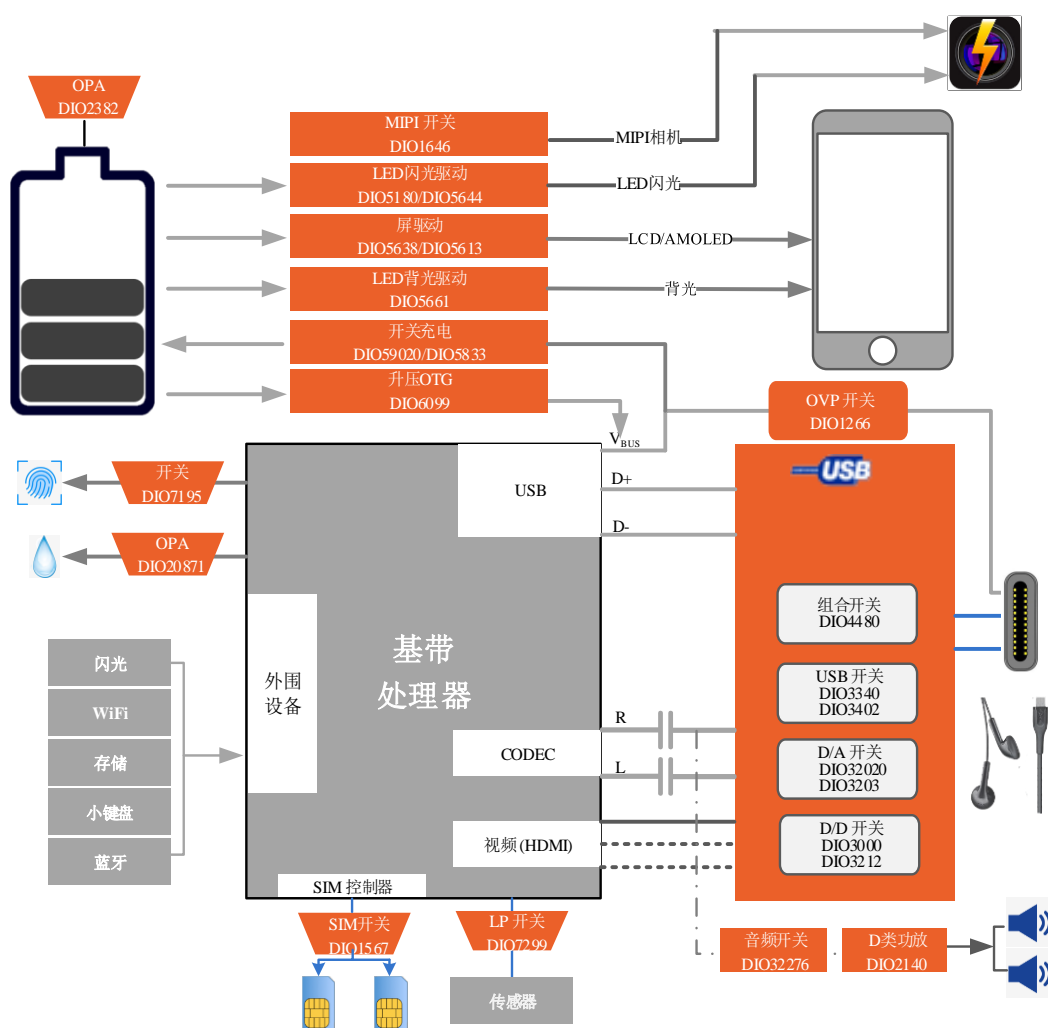 OPA
DIO2382
MIPI 开关
DIO1646
MIPI相机
LED闪光驱动
DIO5180/DIO5644
LED闪光
屏驱动
DIO5638/DIO5613
LCD/AMOLED
LED背光驱动
DIO5661
背光
开关充电
DIO59020/DIO5833
升压OTG
DIO6099
OVP 开关
DIO1266
VBUS
开关
DIO7195
USB
D+
USB
D-
OPA
DIO20871
组合开关
DIO4480
基带
处理器
外围
设备
闪光
WiFi
存储
小键盘
蓝牙
USB 开关
DIO3340
DIO3402
R
CODEC
L
D/A 开关
DIO32020
DIO3203
视频(HDMI)
D/D 开关
DIO3000
DIO3212
SIM 控制器
SIM开关
DIO1567
LP 开关
DIO7299
传感器
音频开关
DIO32276
D类功放
DIO2140